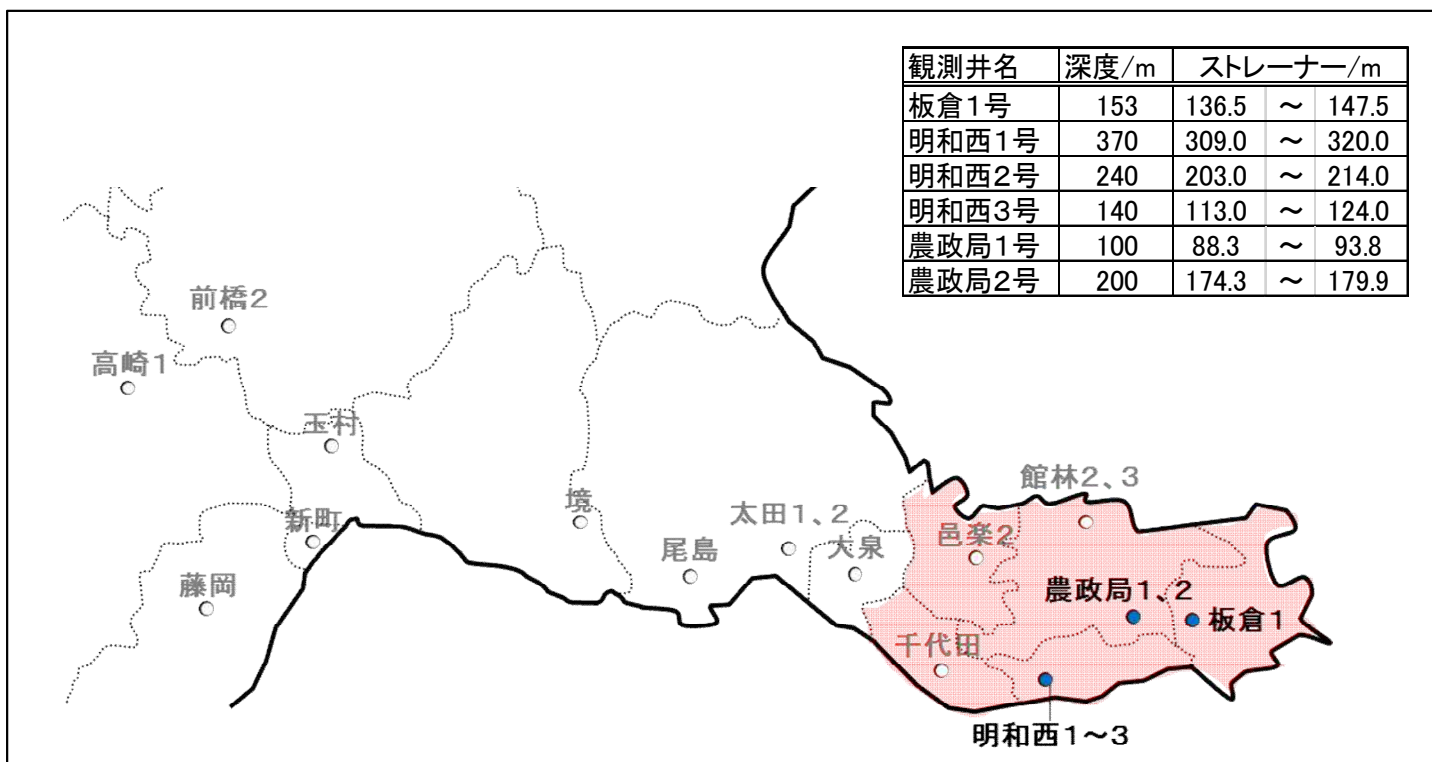 観測井名 深度/m ストレーナー/m
板倉1号 153 136.5 ～ 147.5
明和西1号 370 309.0 ～ 320.0
明和西2号 240 203.0 ～ 214.0
明和西3号 140 113.0 ～ 124.0
農政局1号 100 88.3 ～ 93.8
農政局2号 200 174.3 ～ 179.9
前橋2
高崎1
玉村
新町
藤岡
境
尾島
太田1、2
大泉
館林2、3
邑楽2
農政局1、2
板倉1
千代田
明和西1～3